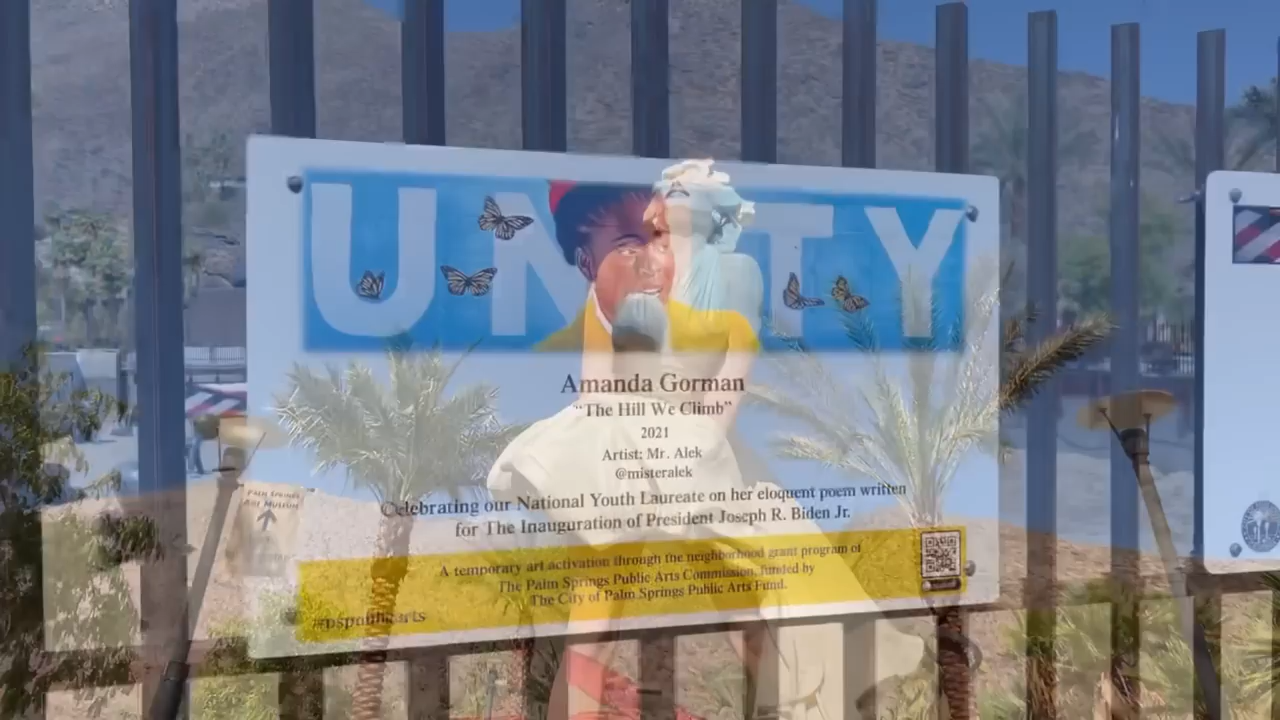 UNITY
Amanda Gorman
“The Hill We Climb”
2021
Artist: Mr. Alek
@misteralek
Celebrating our National Youth Laureate on her eloquent poem written
for The Inauguration of President Joseph R. Biden Jr.
A temporary art activation through the neighborhood grant program of
The Palm Springs Public Arts Commission, funded by
The City of Palm Springs Public Arts Fund.
#pspublicarts
Palm Springs
Art Museum